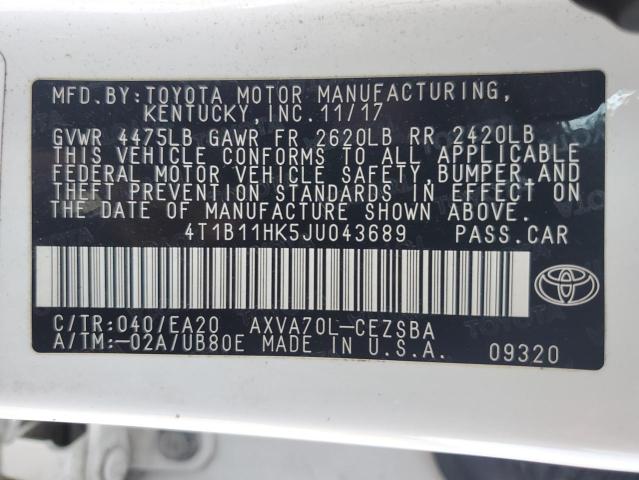 MFD.BY:TOYOTA MOTOR MANUFACTURING,
KENTUCKY,INC.11/17
GVWR 4475LB GAWR FR 2620LB RR 2420LB
THIS VEHICLE CONFORMS TO ALL APPLICABLE
FEDERAL MOTOR VEHICLE SAFETY, BUMPER, AND
THEFT PREVENTION STANDARDS IN EFFECT ON
THE DATE OF MANUFACTURE SHOWN ABOVE.
4T1B11HK5JU043689 PASS.CAR
C/TR:040/EA20 AXVA70L-CEZSBA
A/TM:-02A/UB80E MADE IN U.S.A. 09320